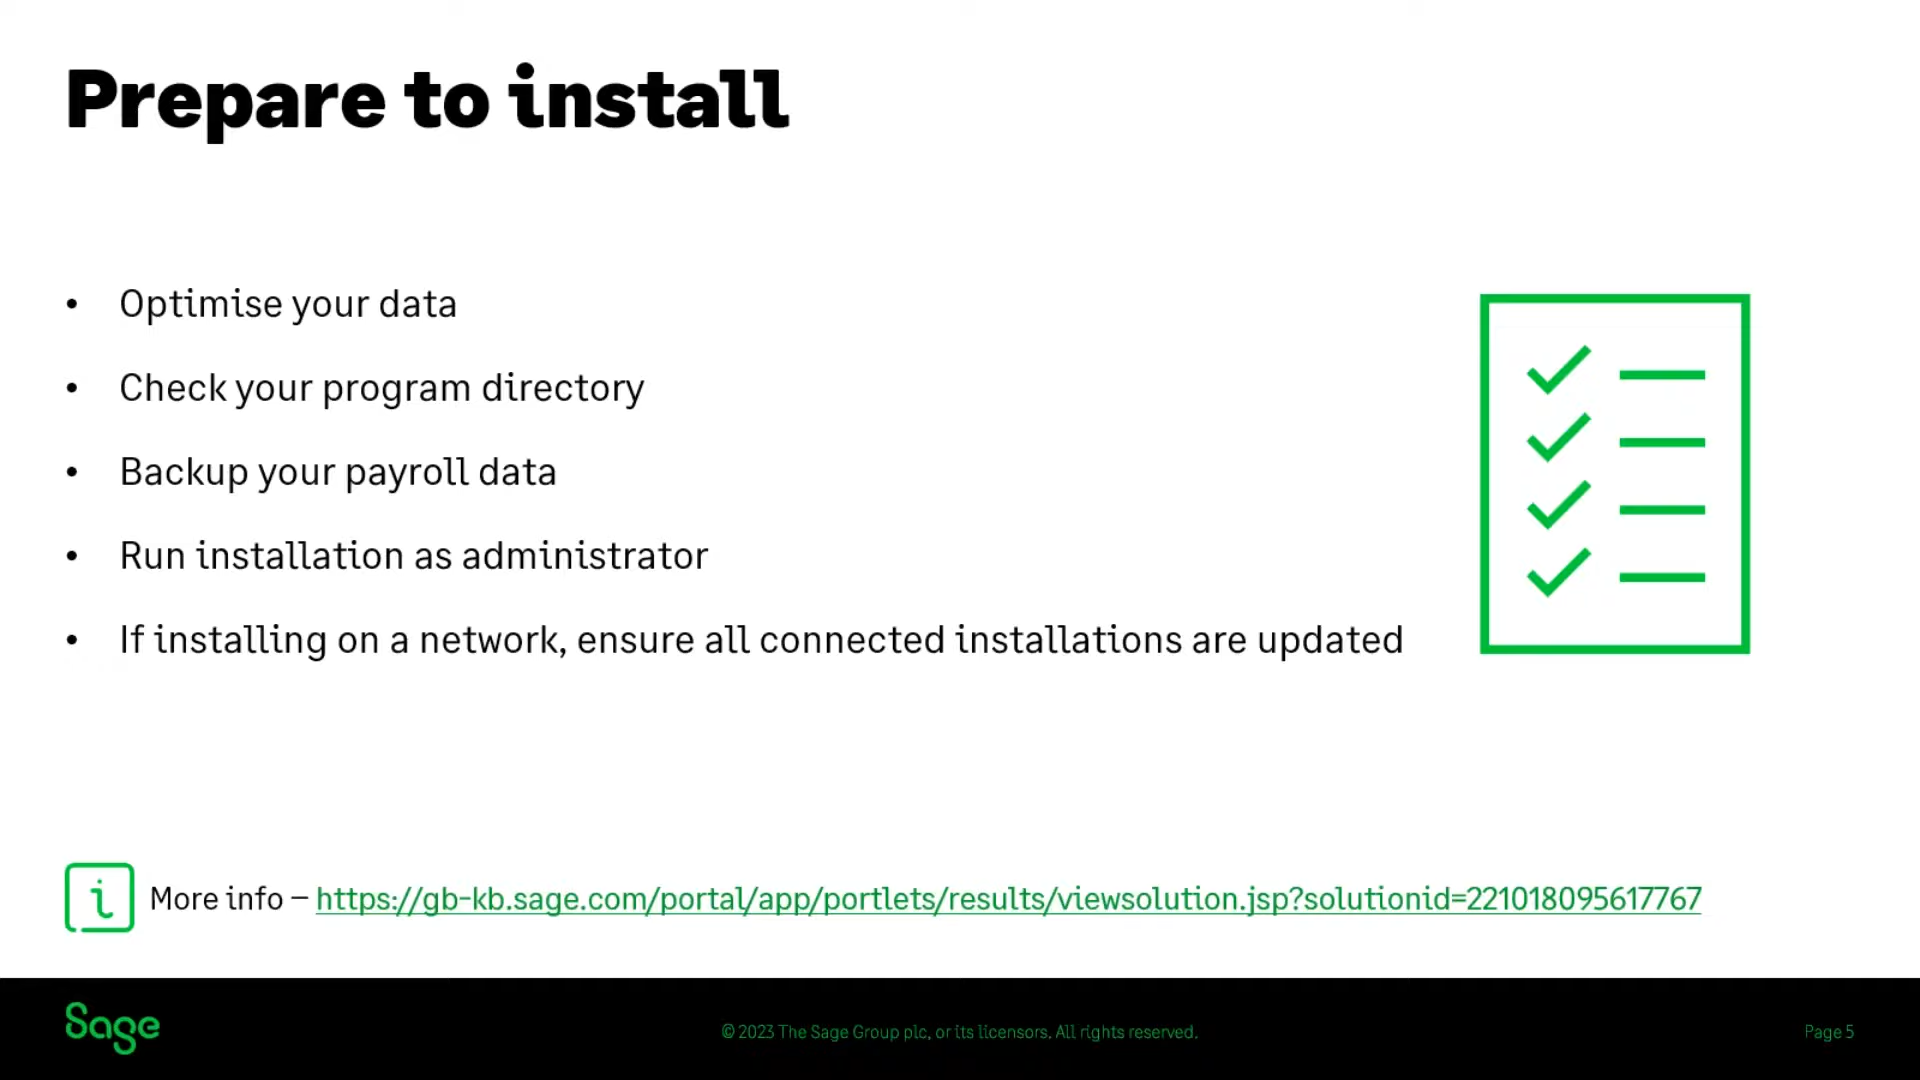 Prepare to install
• Optimise your data
• Check your program directory
• Backup your payroll data
• Run installation as administrator
• If installing on a network, ensure all connected installations are updated
i More info – https://gb-kb.sage.com/portal/app/portlets/results/viewsolution.jsp?solutionid=221018095617767
Sage
© 2023 The Sage Group plc, or its licensors. All rights reserved.
Page 5